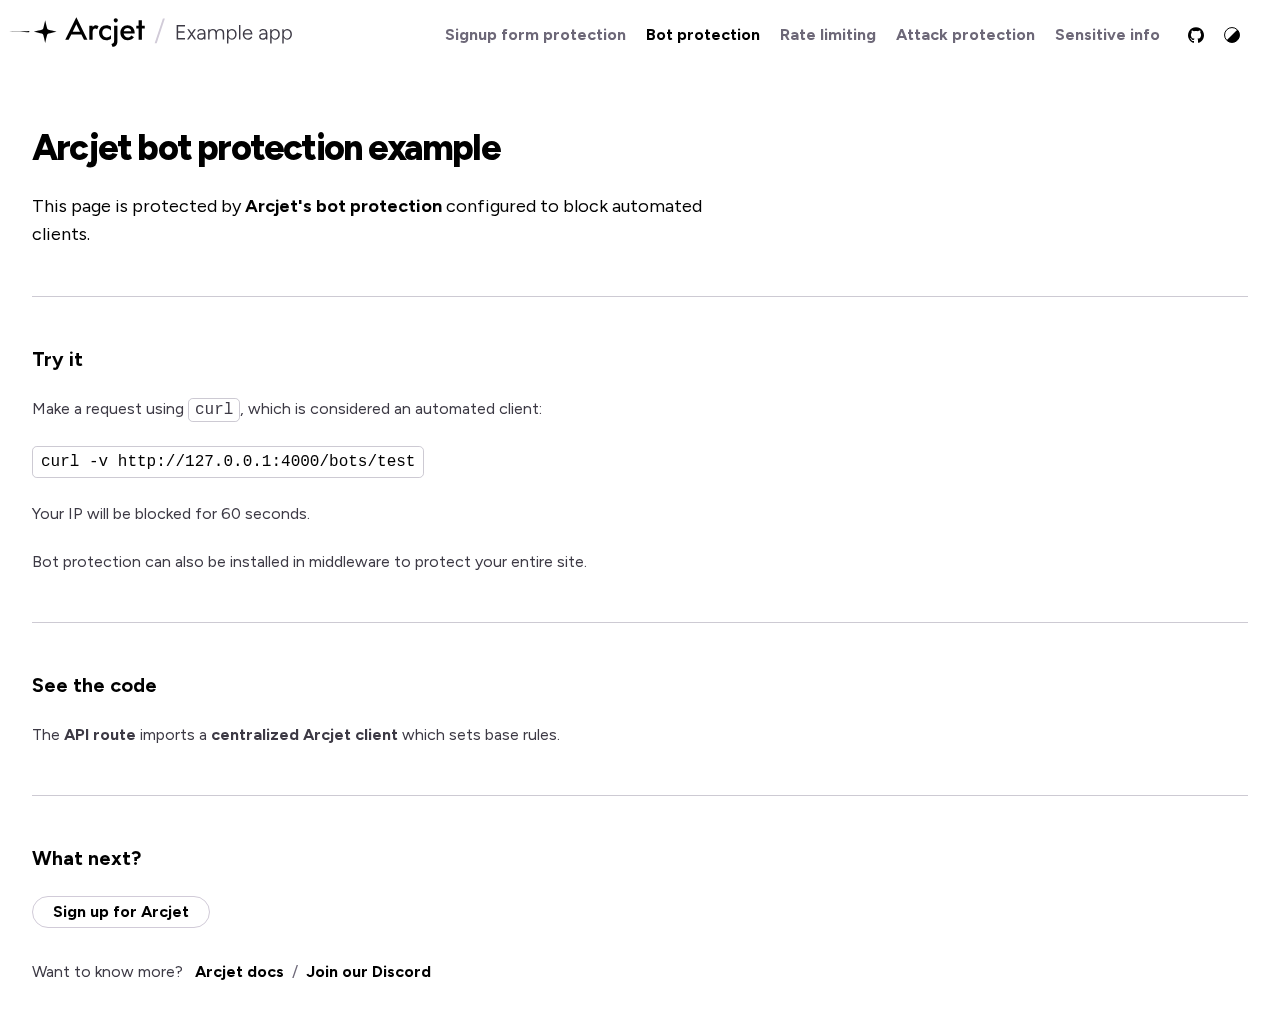 Arcjet / Example app
Signup form protection Bot protection Rate limiting Attack protection Sensitive info
Arcjet bot protection example
This page is protected by Arcjet's bot protection configured to block automated
clients.
Try it
Make a request using curl, which is considered an automated client:
curl -v http://127.0.0.1:4000/bots/test
Your IP will be blocked for 60 seconds.
Bot protection can also be installed in middleware to protect your entire site.
See the code
The API route imports a centralized Arcjet client which sets base rules.
What next?
Sign up for Arcjet
Want to know more? Arcjet docs / Join our Discord